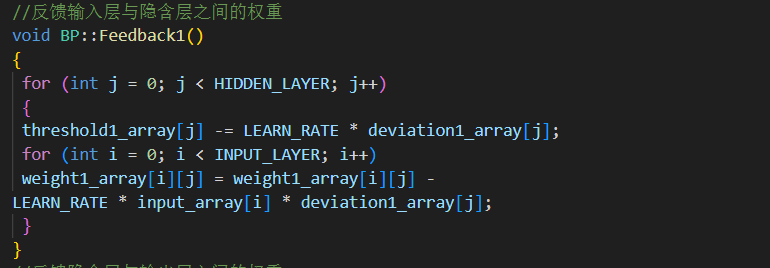 //反馈输入层与隐含层之间的权重
void BP::Feedback1()
{
for (int j = 0; j < HIDDEN_LAYER; j++)
{
threshold1_array[j] -= LEARN_RATE * deviation1_array[j];
for (int i = 0; i < INPUT_LAYER; i++)
weight1_array[i][j] = weight1_array[i][j] -
LEARN_RATE * input_array[i] * deviation1_array[j];
}
}